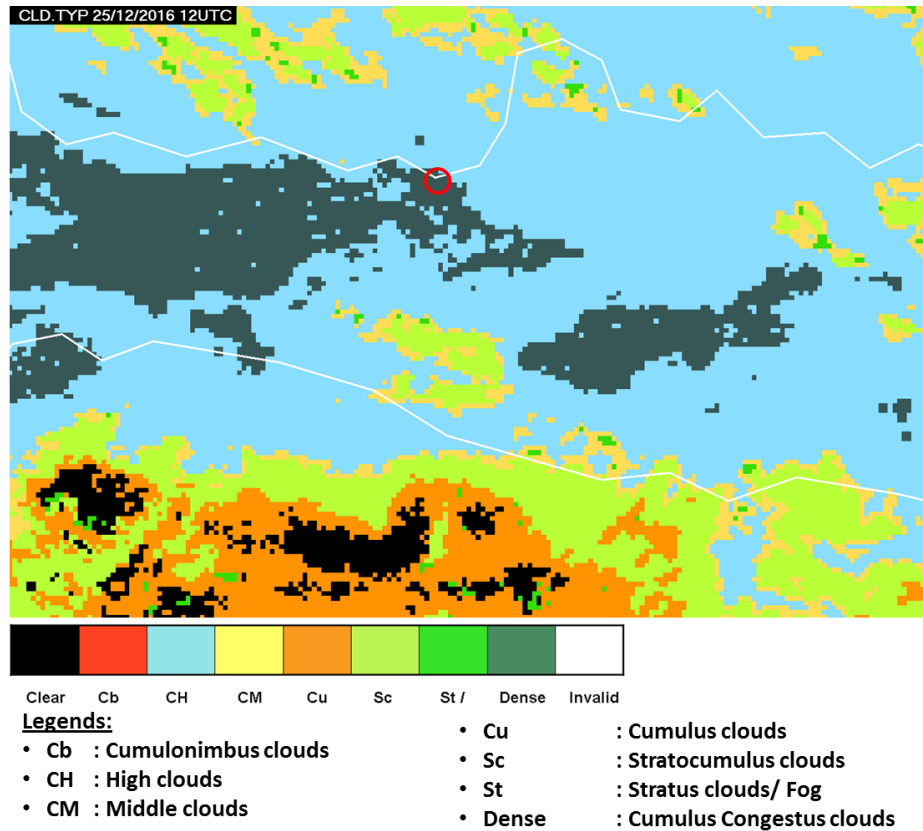 CLD.TYP 25/12/2016 12UTC
Clear Cb CH CM Cu Sc St / Dense Invalid
Legends:
• Cb : Cumulonimbus clouds
• CH : High clouds
• CM : Middle clouds
• Cu : Cumulus clouds
• Sc : Stratocumulus clouds
• St : Stratus clouds/ Fog
• Dense : Cumulus Congestus clouds